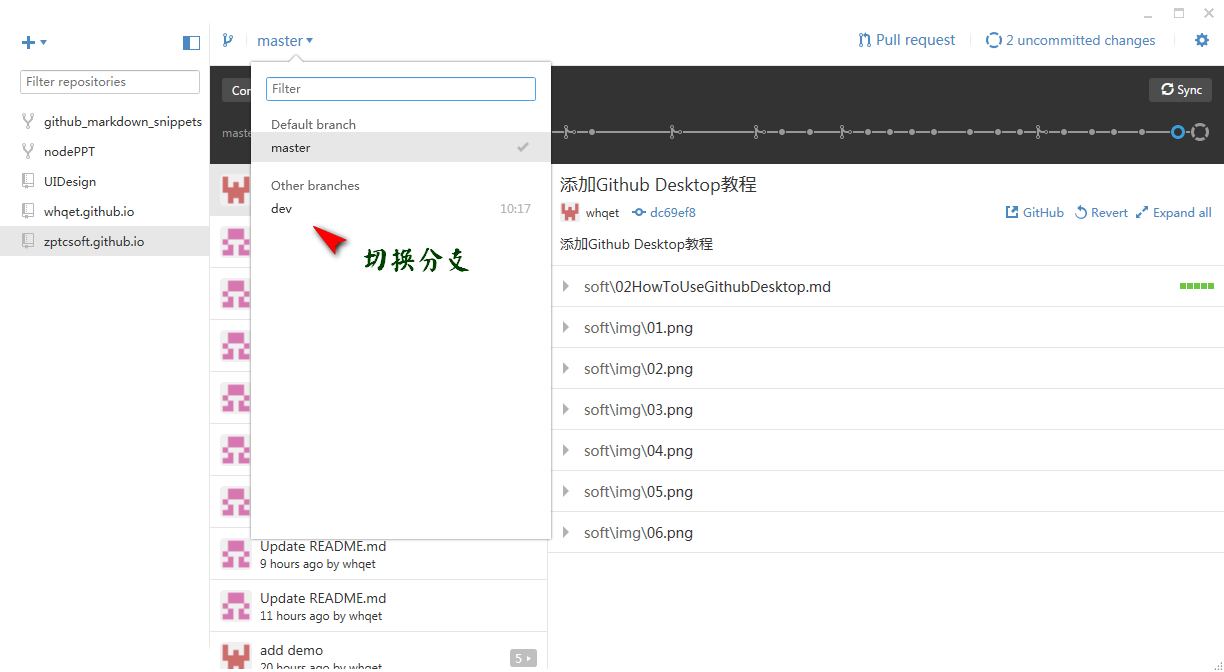 master
Pull request
2 uncommitted changes
Filter repositories
github_markdown_snippets
nodePPT
UIDesign
whqet.github.io
zptcsoft.github.io
Filter
Default branch
master
Other branches
dev 10:17
切换分支
Sync
添加Github Desktop教程
whqet dc69ef8
GitHub Revert Expand all
添加Github Desktop教程
soft\02HowToUseGithubDesktop.md
soft\img\01.png
soft\img\02.png
soft\img\03.png
soft\img\04.png
soft\img\05.png
soft\img\06.png
Update README.md
9 hours ago by whqet
Update README.md
11 hours ago by whqet
add demo
20 hours ago by whqet
5